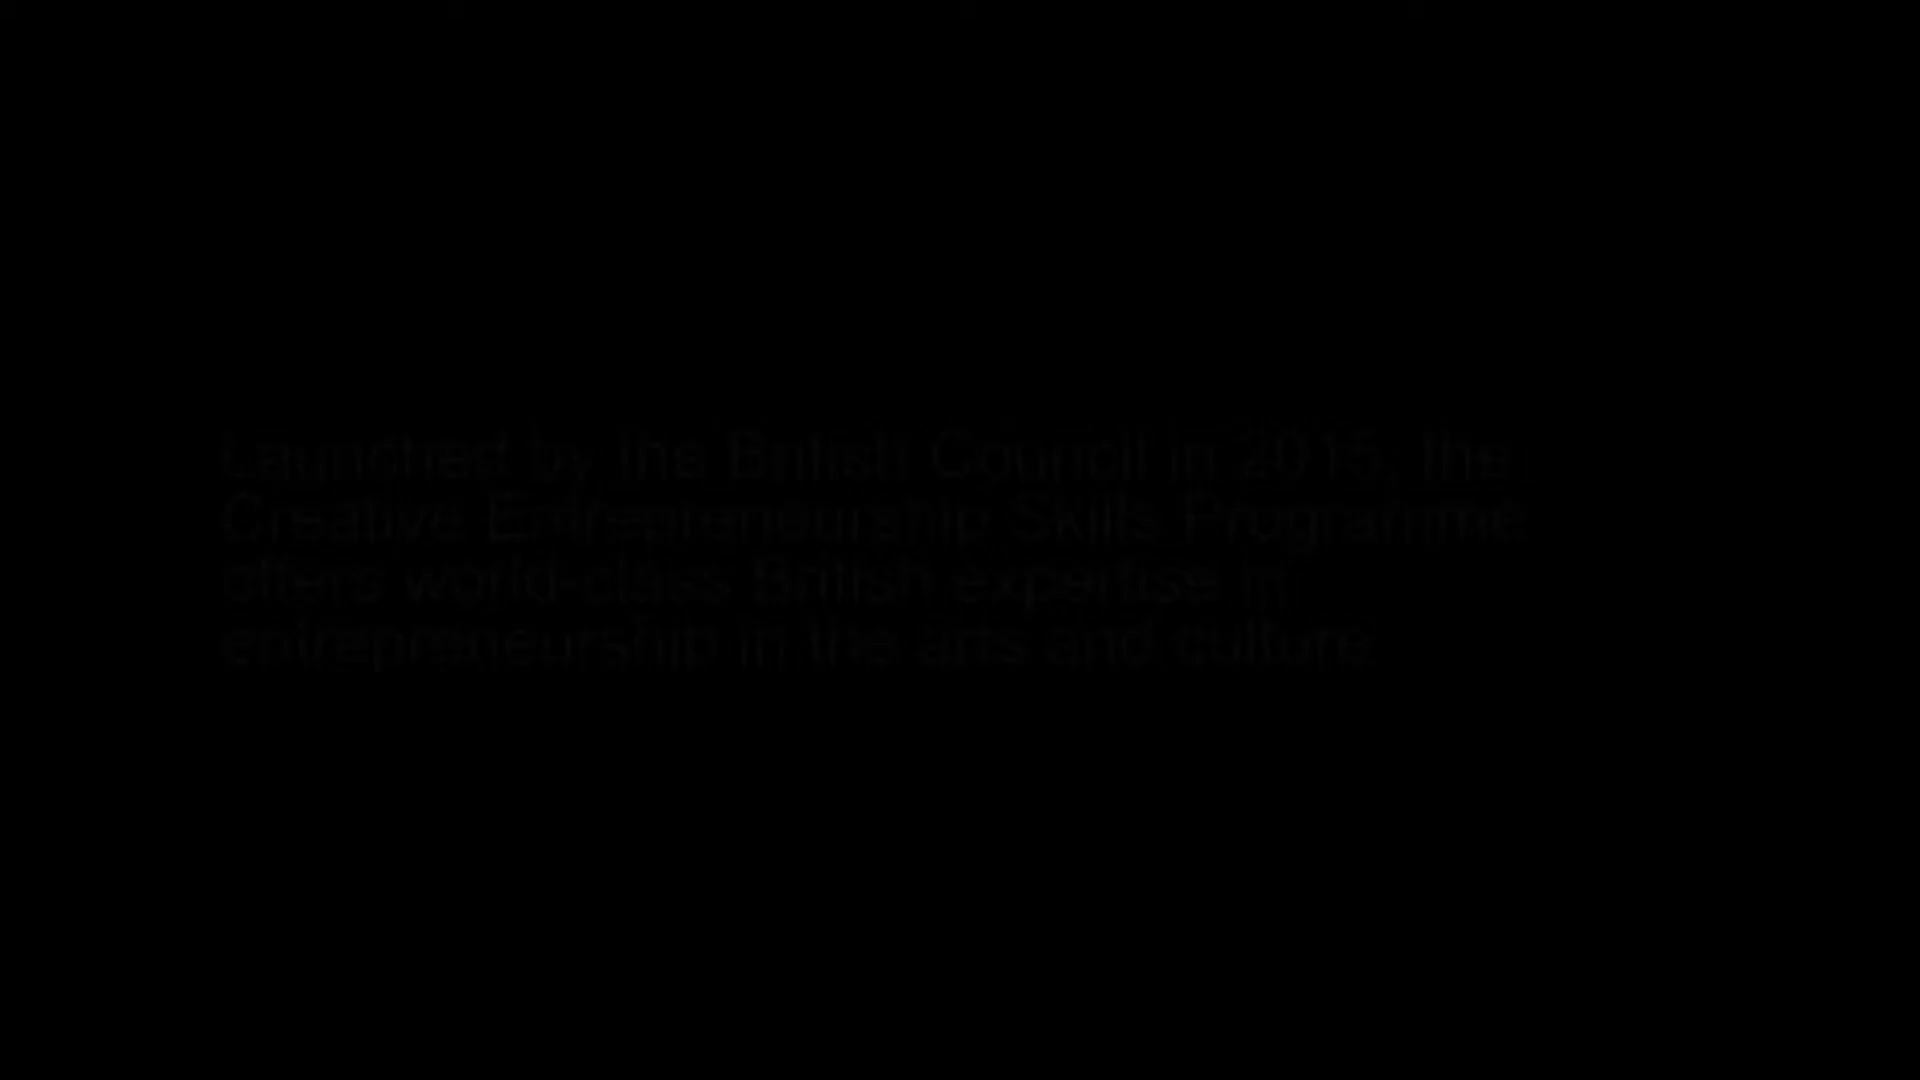 Launched by the British Council in 2015, the
Creative Entrepreneurship Skills Programme
offers world-class British expertise in
entrepreneurship in the arts and culture